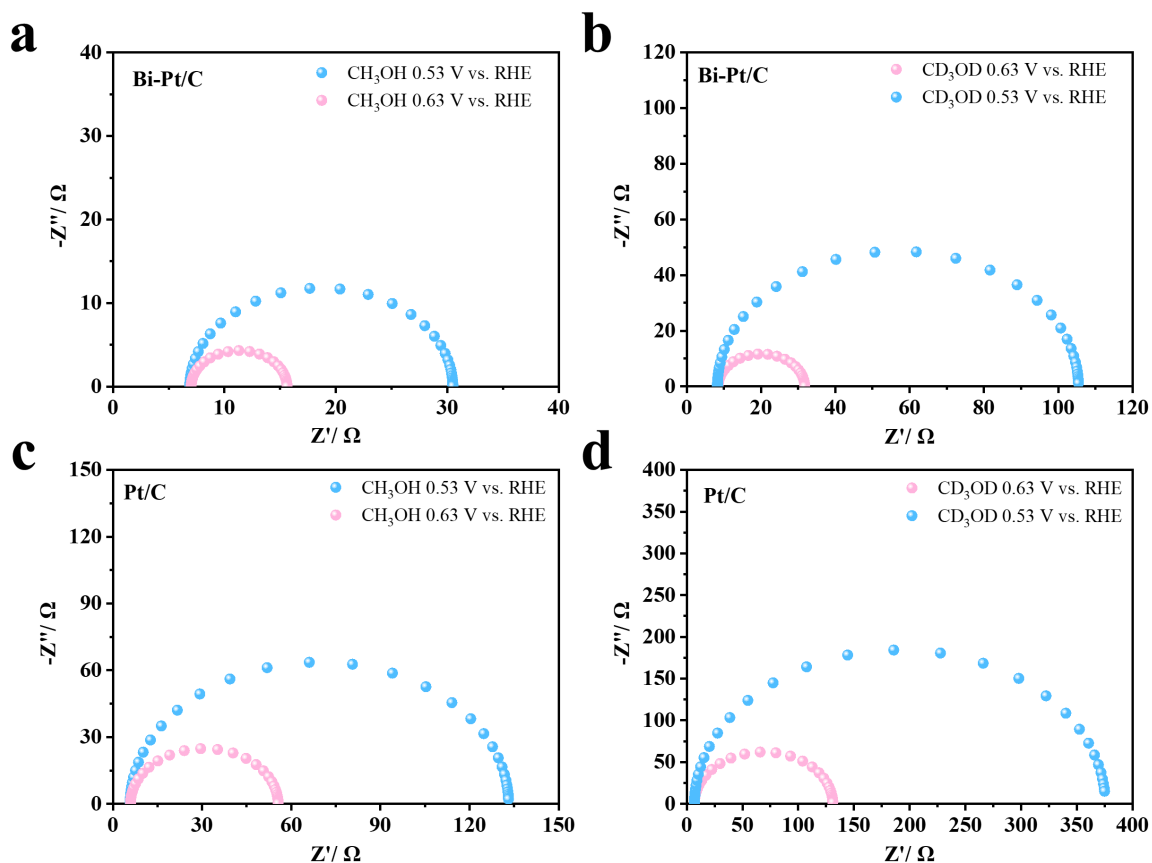 a
40
30
20
10
0
0
10
20
30
40
-Z''/ Ω
Z'/ Ω
Bi-Pt/C
CH₃OH 0.53 V vs. RHE
CH₃OH 0.63 V vs. RHE
b
120
100
80
60
40
20
0
0
20
40
60
80
100
120
-Z''/ Ω
Z'/ Ω
Bi-Pt/C
CD₃OD 0.63 V vs. RHE
CD₃OD 0.53 V vs. RHE
c
150
120
90
60
30
0
0
30
60
90
120
150
-Z''/ Ω
Z'/ Ω
Pt/C
CH₃OH 0.53 V vs. RHE
CH₃OH 0.63 V vs. RHE
d
400
350
300
250
200
150
100
50
0
0
50
100
150
200
250
300
350
400
-Z''/ Ω
Z'/ Ω
Pt/C
CD₃OD 0.63 V vs. RHE
CD₃OD 0.53 V vs. RHE